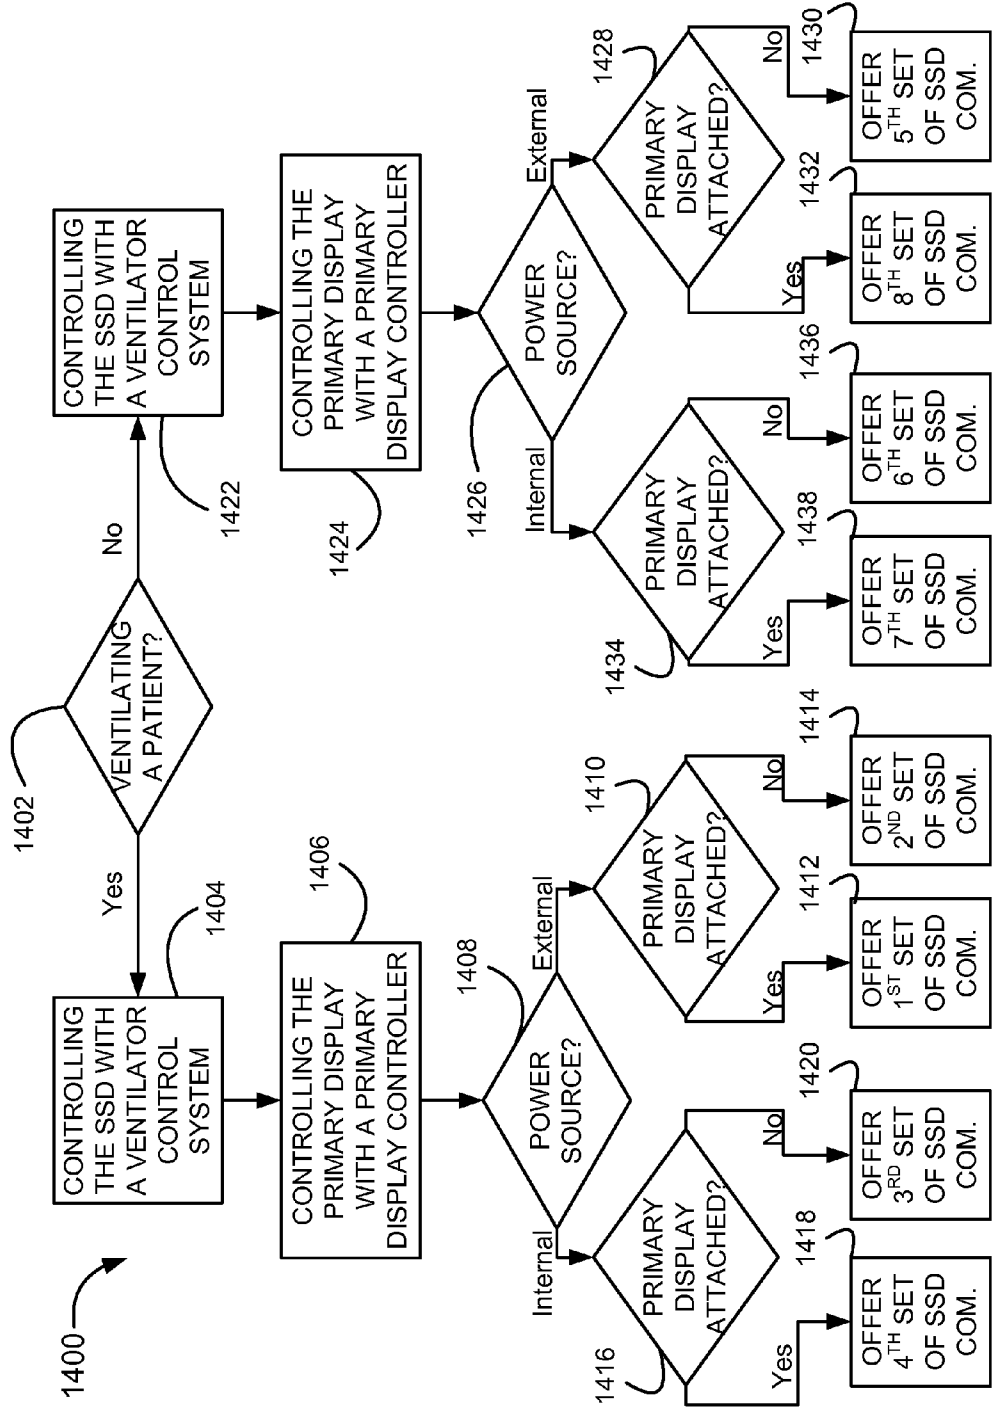 1400
1402
VENTILATING
A PATIENT?
Yes
No
1404
CONTROLLING
THE SSD WITH
A VENTILATOR
CONTROL
SYSTEM
1422
CONTROLLING
THE SSD WITH
A VENTILATOR
CONTROL
SYSTEM
1406
CONTROLLING THE
PRIMARY DISPLAY
WITH A PRIMARY
DISPLAY CONTROLLER
1424
CONTROLLING THE
PRIMARY DISPLAY
WITH A PRIMARY
DISPLAY CONTROLLER
1408
POWER
SOURCE?
Internal
External
1426
POWER
SOURCE?
Internal
External
1416
PRIMARY
DISPLAY
ATTACHED?
Yes
No
1410
PRIMARY
DISPLAY
ATTACHED?
Yes
No
1434
PRIMARY
DISPLAY
ATTACHED?
Yes
No
1428
PRIMARY
DISPLAY
ATTACHED?
Yes
No
1418
OFFER
4TH SET
OF SSD
COM.
1420
OFFER
3RD SET
OF SSD
COM.
1412
OFFER
1ST SET
OF SSD
COM.
1414
OFFER
2ND SET
OF SSD
COM.
1438
OFFER
7TH SET
OF SSD
COM.
1436
OFFER
6TH SET
OF SSD
COM.
1432
OFFER
8TH SET
OF SSD
COM.
1430
OFFER
5TH SET
OF SSD
COM.